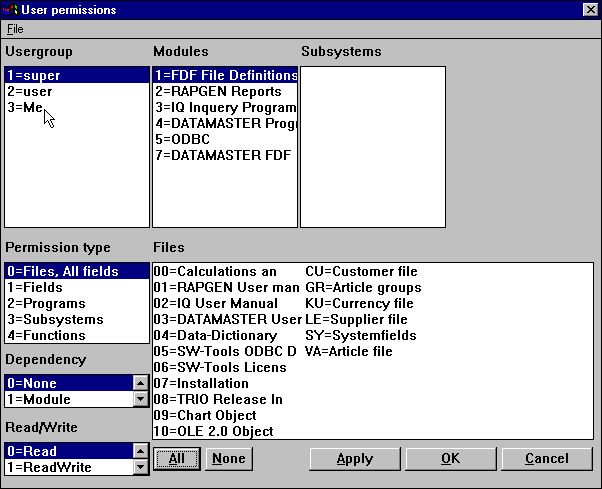 User permissions
File
Usergroup
1=super
2=user
3=Me
Modules
1=FDF File Definitions
2=RAPGEN Reports
3=IQ Inquery Program
4=DATAMASTER Prog
5=ODBC
7=DATAMASTER FDF
Subsystems
Permission type
0=Files, All fields
1=Fields
2=Programs
3=Subsystems
4=Functions
Dependency
0=None
1=Module
Read/Write
0=Read
1=ReadWrite
Files
00=Calculations an
01=RAPGEN User man
02=IQ User Manual
03=DATAMASTER User
04=Data-Dictionary
05=SW-Tools ODBC D
06=SW-Tools Licens
07=Installation
08=TRIO Release In
09=Chart Object
10=OLE 2.0 Object
CU=Customer file
GR=Article groups
KU=Currency file
LE=Supplier file
SY=Systemfields
VA=Article file
All
None
Apply
OK
Cancel